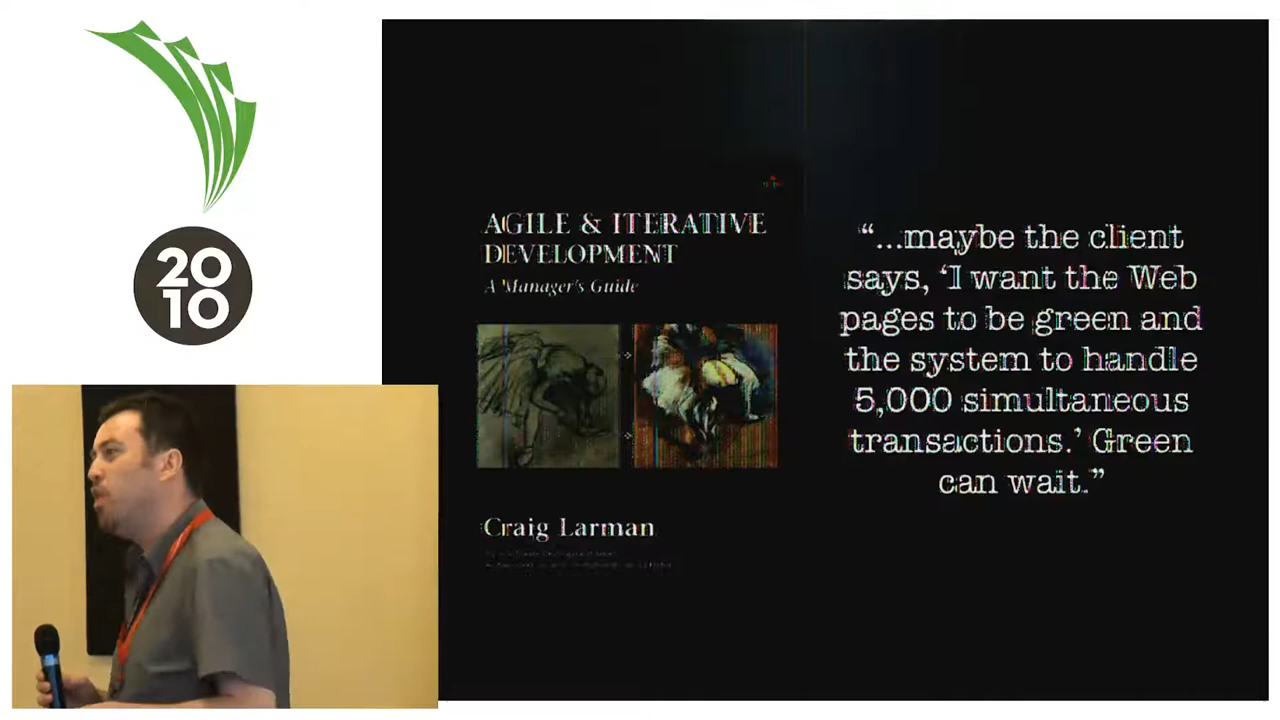 20
10
AGILE & ITERATIVE
DEVELOPMENT
A Manager's Guide
Craig Larman
“...maybe the client
says, ‘I want the Web
pages to be green and
the system to handle
5,000 simultaneous
transactions.’ Green
can wait.”